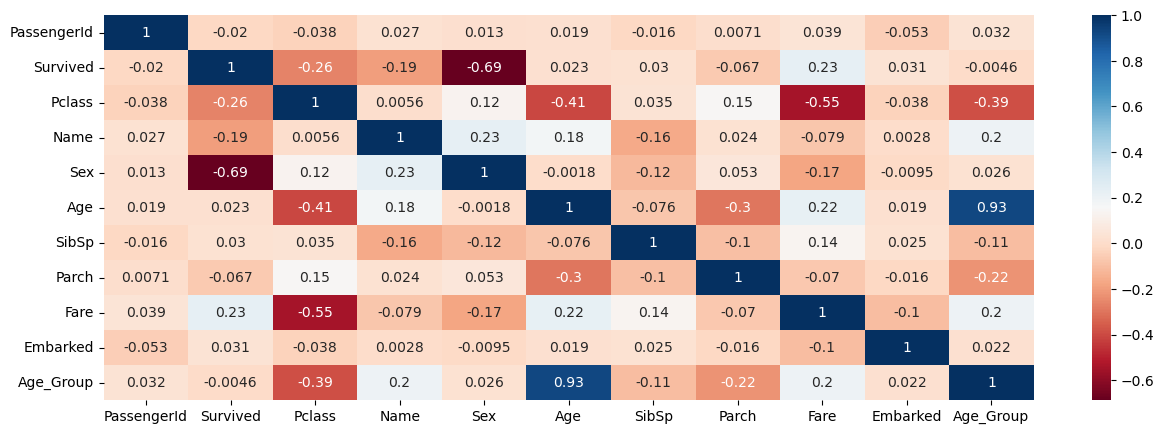 PassengerId 1 -0.02 -0.038 0.027 0.013 0.019 -0.016 0.0071 0.039 -0.053 0.032 1.0
Survived -0.02 1 -0.26 -0.19 -0.69 0.023 0.03 -0.067 0.23 0.031 -0.0046 0.8
Pclass -0.038 -0.26 1 0.0056 0.12 -0.41 0.035 0.15 -0.55 -0.038 -0.39 0.6
Name 0.027 -0.19 0.0056 1 0.23 0.18 -0.16 0.024 -0.079 0.0028 0.2 0.4
Sex 0.013 -0.69 0.12 0.23 1 -0.0018 -0.12 0.053 -0.17 -0.0095 0.026 0.2
Age 0.019 0.023 -0.41 0.18 -0.0018 1 -0.076 -0.3 0.22 0.019 0.93
SibSp -0.016 0.03 0.035 -0.16 -0.12 -0.076 1 -0.1 0.14 0.025 -0.11 0.0
Parch 0.0071 -0.067 0.15 0.024 0.053 -0.3 -0.1 1 -0.07 -0.016 -0.22 −0.2
Fare 0.039 0.23 -0.55 -0.079 -0.17 0.22 0.14 -0.07 1 -0.1 0.2
Embarked -0.053 0.031 -0.038 0.0028 -0.0095 0.019 0.025 -0.016 -0.1 1 0.022 −0.4
Age_Group 0.032 -0.0046 -0.39 0.2 0.026 0.93 -0.11 -0.22 0.2 0.022 1 −0.6
PassengerId Survived Pclass Name Sex Age SibSp Parch Fare Embarked Age_Group